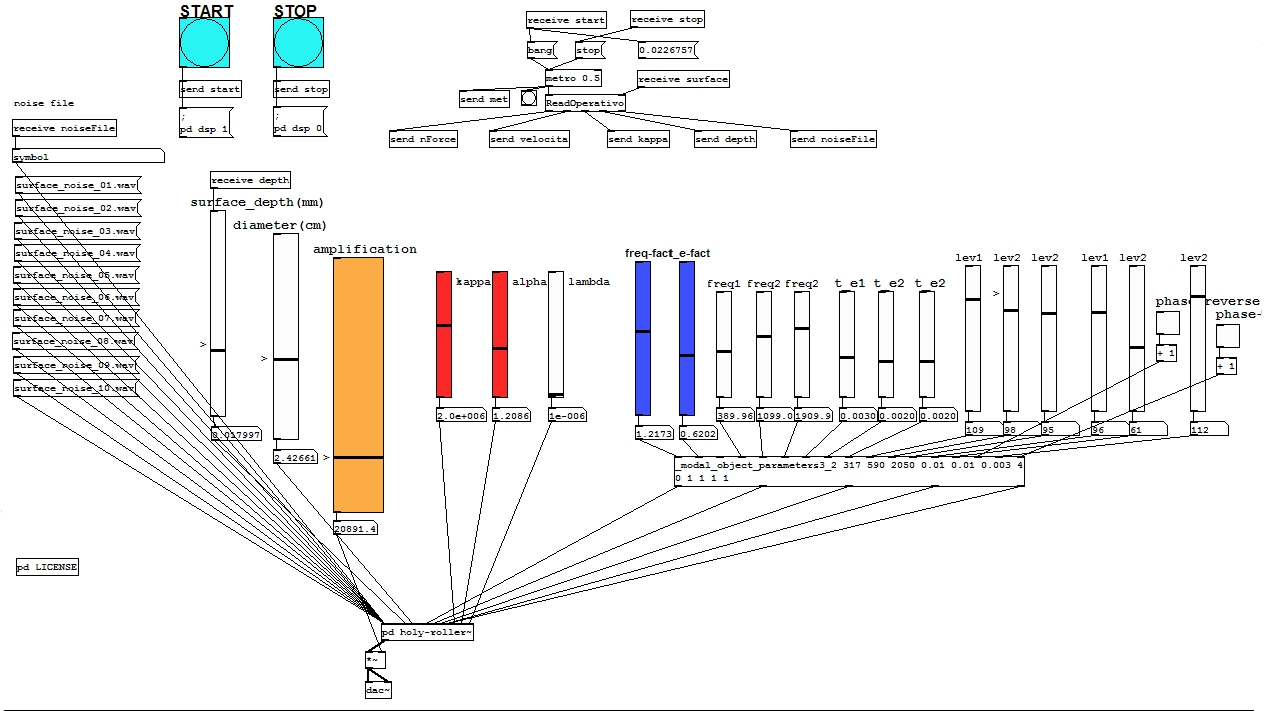 START
STOP
receive start
receive stop
bang
stop
0.0226757
metro 0.5
receive surface
send start
send stop
send met
ReadOperativo
noise file
;
pd dsp 1
;
pd dsp 0
receive noiseFile
send nForce
send velocita
send kappa
send depth
send noiseFile
symbol
receive depth
surface_noise_01.wav
surface_noise_02.wav
surface_noise_03.wav
surface_noise_04.wav
surface_noise_05.wav
surface_noise_06.wav
surface_noise_07.wav
surface_noise_08.wav
surface_noise_09.wav
surface_noise_10.wav
surface_depth(mm)
diameter(cm)
amplification
kappa
alpha
lambda
freq-fact
t_e-fact
freq1
freq2
freq2
t_e1
t_e2
t_e2
lev1
lev2
lev2
lev1
lev2
lev2
phase reverse
phase-
>
>
>
>
+ 1
+ 1
0.017997
2.42661
20891.4
2.0e+006
1.2086
1e-006
1.2173
0.6202
389.96
1099.0
1909.9
0.0030
0.0020
0.0020
109
98
95
96
61
112
_modal_object_parameters3_2 317 590 2050 0.01 0.01 0.003 4
0 1 1 1 1
pd LICENSE
pd holy-roller~
*~
dac~